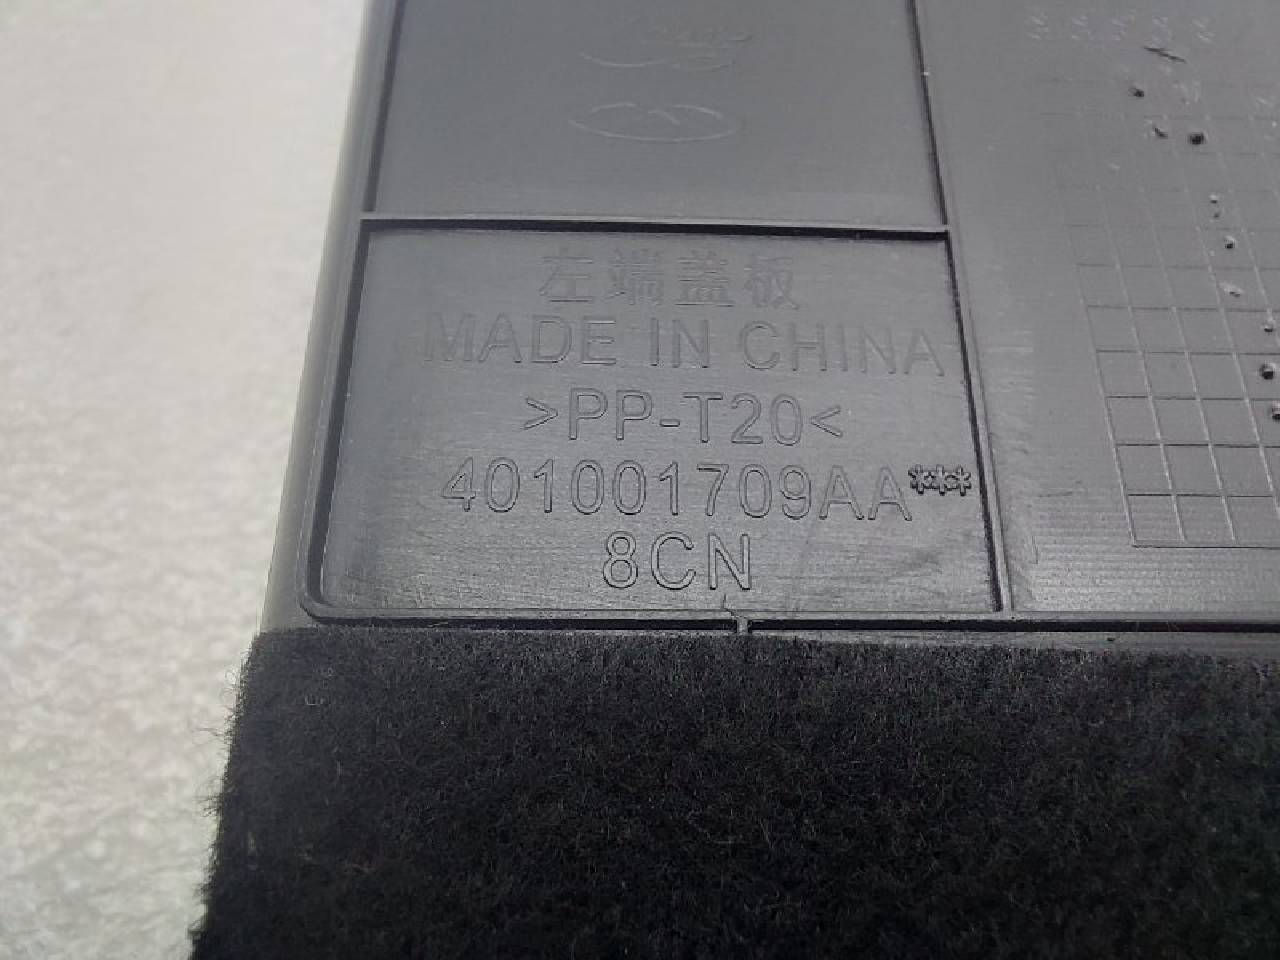 左端盖板
MADE IN CHINA
>PP-T20<
401001709AA***
8CN